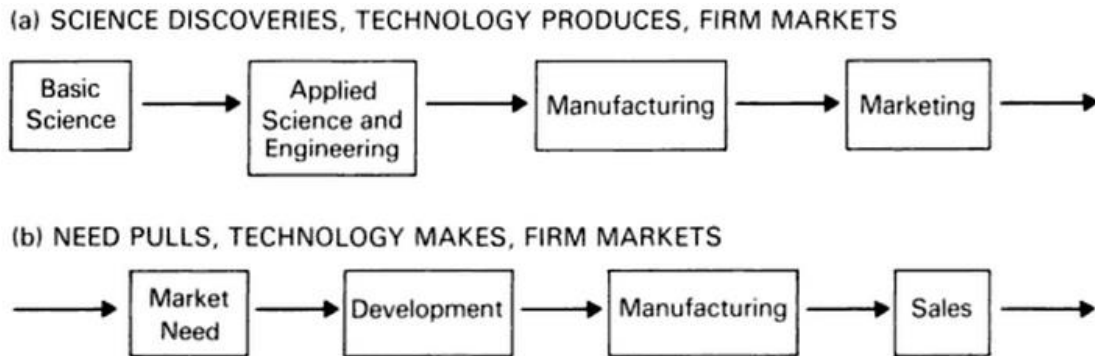 (a) SCIENCE DISCOVERIES, TECHNOLOGY PRODUCES, FIRM MARKETS
Basic
Science
Applied
Science and
Engineering
Manufacturing
Marketing
(b) NEED PULLS, TECHNOLOGY MAKES, FIRM MARKETS
Market
Need
Development
Manufacturing
Sales